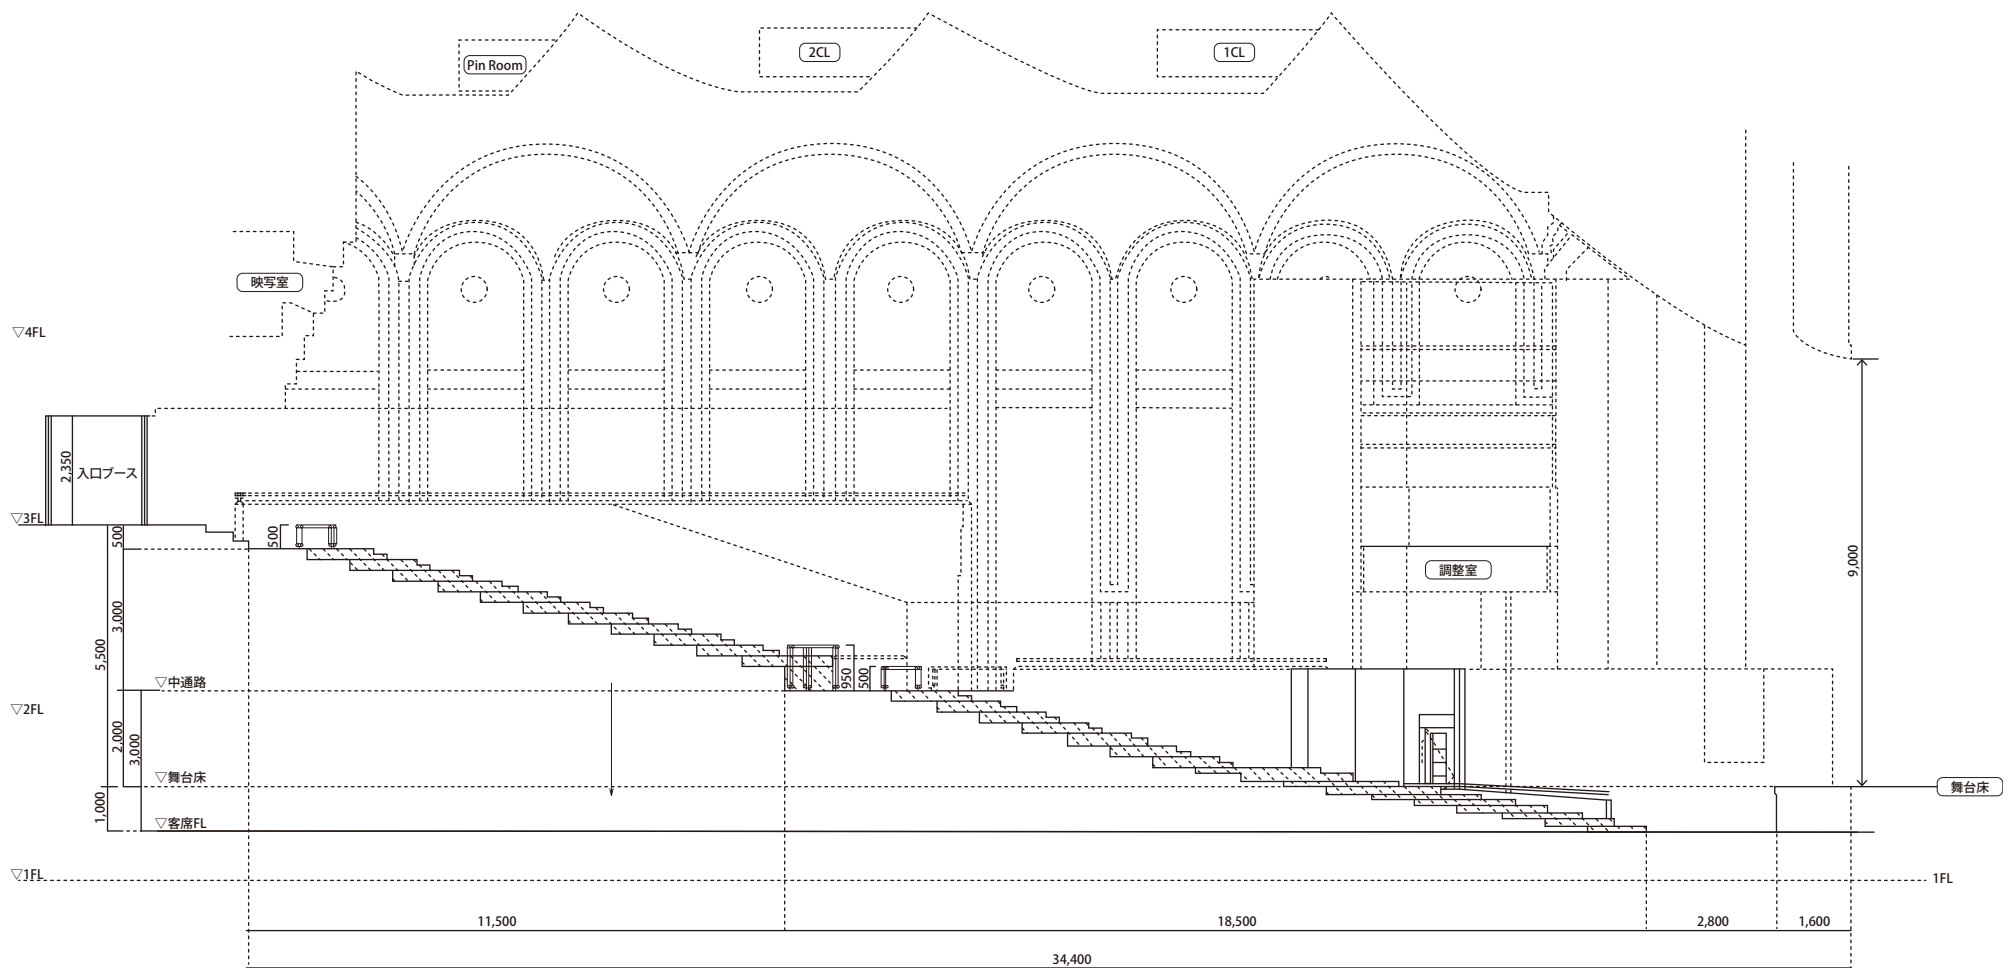 Pin Room
2CL
1CL
映写室
▽4FL
2,350
入口ブース
▽3FL
500
500
9,000
調整室
3,000
5,500
950
500
▽中通路
▽2FL
2,000
3,000
▽舞台床
舞台床
1,000
▽客席FL
▽1FL
1FL
11,500
18,500
2,800
1,600
34,400